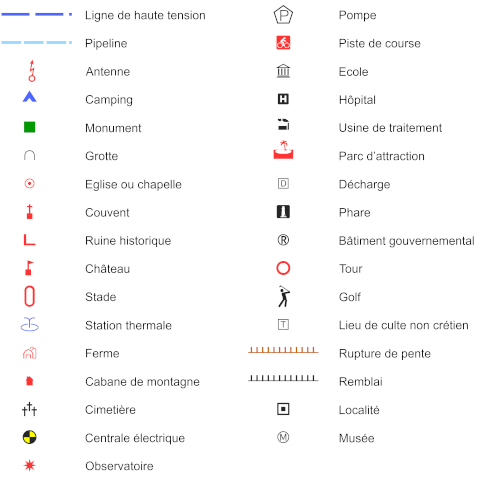 Ligne de haute tension
Pipeline
Antenne
Camping
Monument
Grotte
Eglise ou chapelle
Couvent
Ruine historique
Château
Stade
Station thermale
Ferme
Cabane de montagne
Cimetière
Centrale électrique
Observatoire
P Pompe
Piste de course
Ecole
H Hôpital
Usine de traitement
Parc d'attraction
D Décharge
Phare
® Bâtiment gouvernemental
Tour
Golf
T Lieu de culte non crétien
Rupture de pente
Remblai
Localité
M Musée